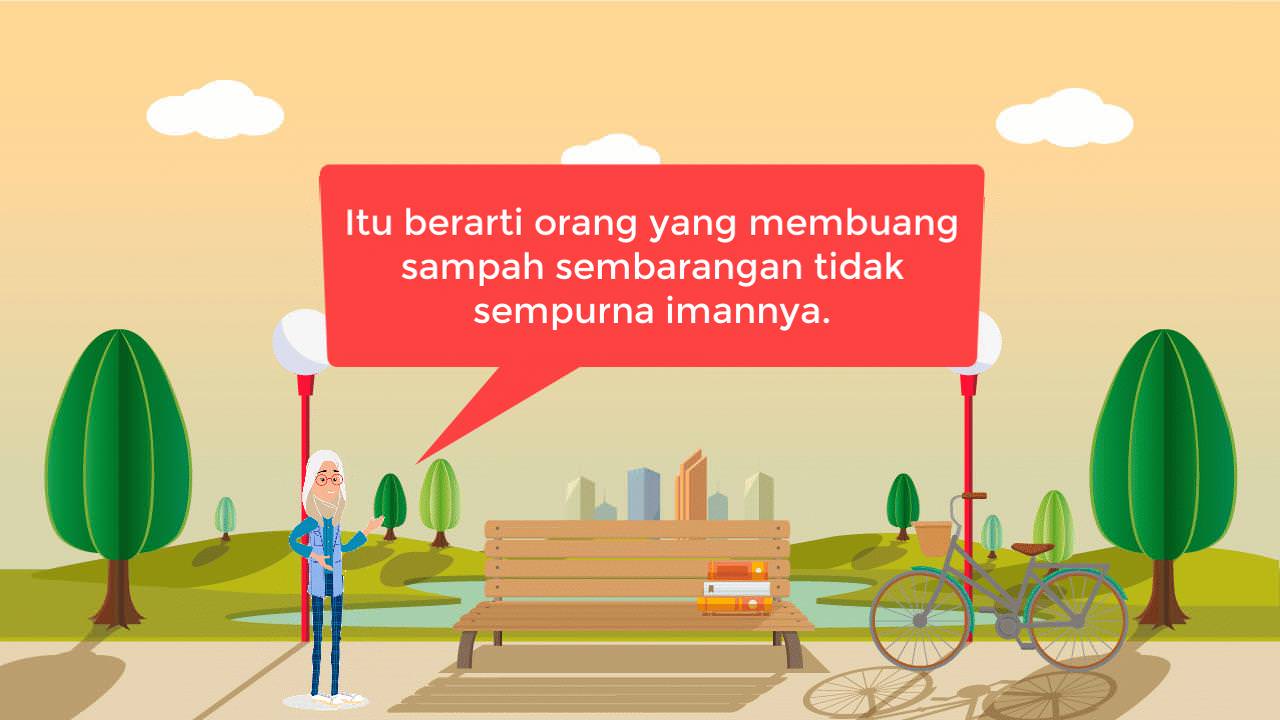 Itu berarti orang yang membuang
sampah sembarangan tidak
sempurna imannya.